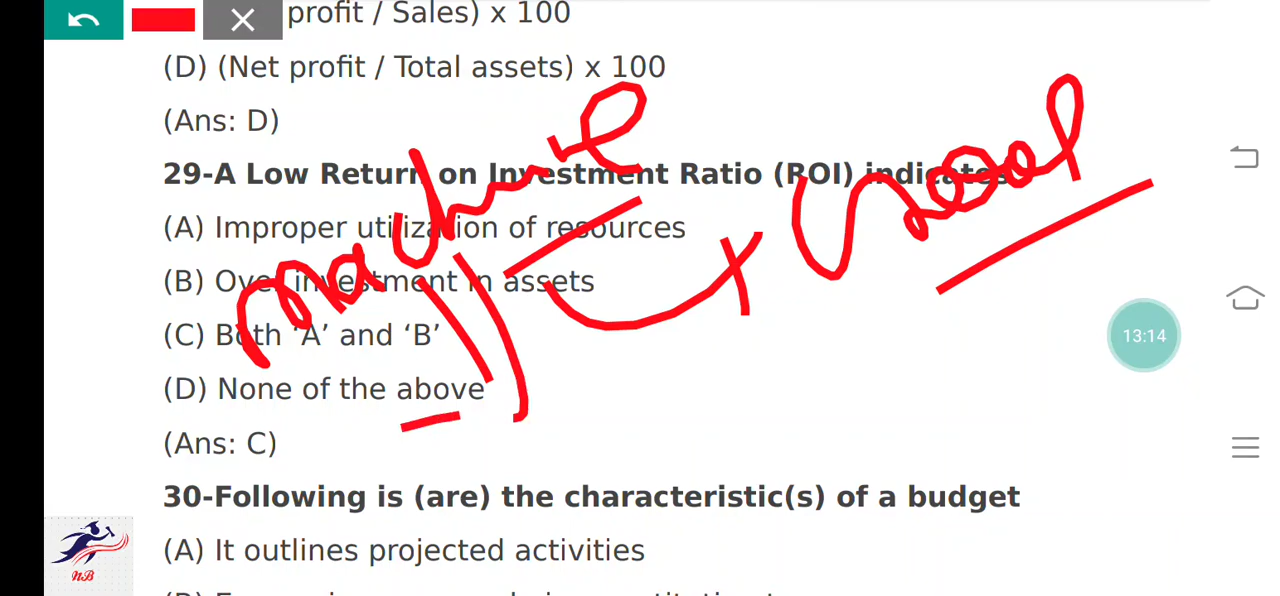 profit / Sales) x 100
(D) (Net profit / Total assets) x 100
(Ans: D)
29-A Low Return on Investment Ratio (ROI) indicates
(A) Improper utilization of resources
(B) Over investment in assets
(C) Both ‘A’ and ‘B’
(D) None of the above
(Ans: C)
30-Following is (are) the characteristic(s) of a budget
(A) It outlines projected activities
machine
13:14
NB